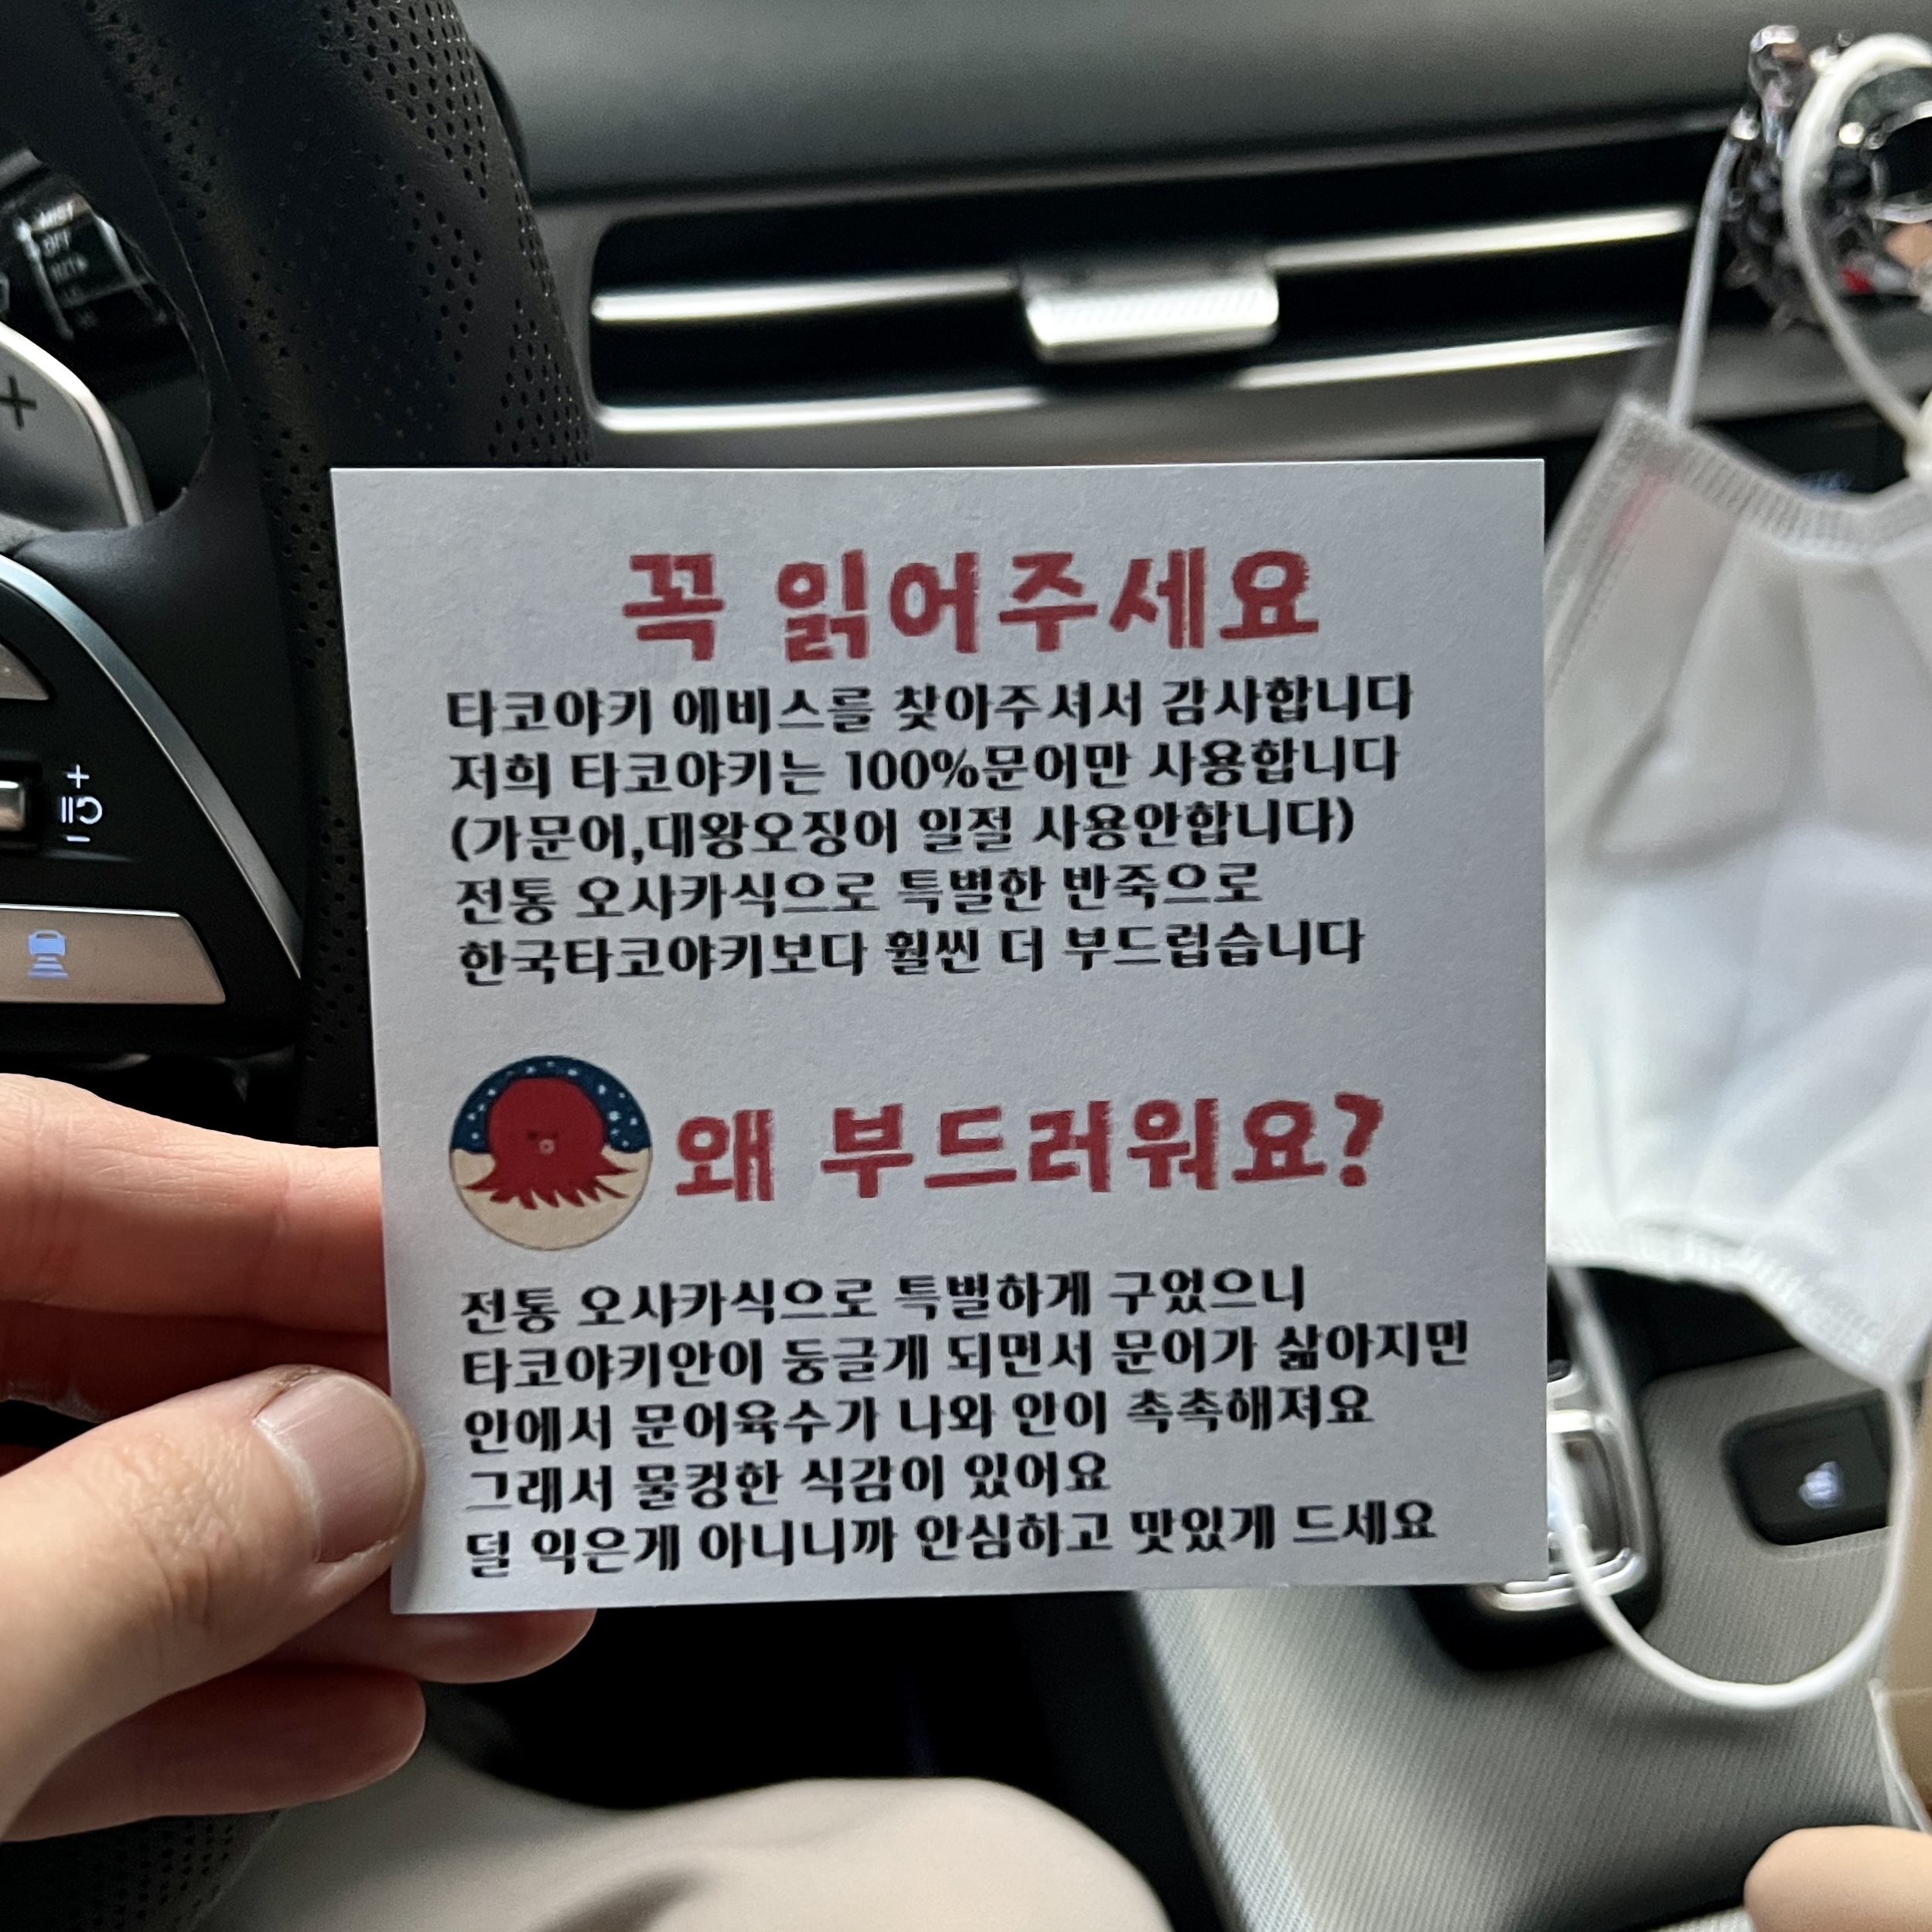 꼭 읽어주세요
타코야키 에비스를 찾아주셔서 감사합니다
저희 타코야키는 100%문어만 사용합니다
(가문어,대왕오징어 일절 사용안합니다)
전통 오사카식으로 특별한 반죽으로
한국타코야키보다 훨씬 더 부드럽습니다
왜 부드러워요?
전통 오사카식으로 특별하게 구었으니
타코야키안이 둥글게 되면서 문어가 삶아지면
안에서 문어육수가 나와 안이 촉촉해져요
그래서 물컹한 식감이 있어요
덜 익은게 아니니까 안심하고 맛있게 드세요